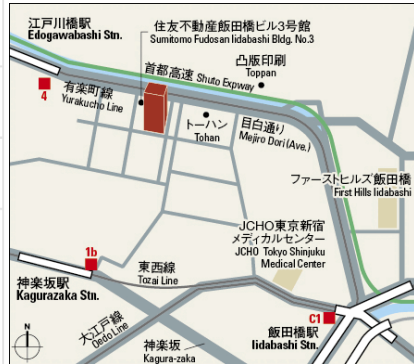 江戸川橋駅
Edogawabashi Stn.
住友不動産飯田橋ビル3号館
Sumitomo Fudosan Iidabashi Bldg. No.3
首都高速 Shuto Expway
凸版印刷
Toppan
4
有楽町線
Yurakucho Line
トーハン
Tohan
目白通り
Mejiro Dori (Ave.)
ファーストヒルズ飯田橋
First Hills Iidabashi
JCHO東京新宿
メディカルセンター
JCHO Tokyo Shinjuku
Medical Center
1b
東西線
Tozai Line
神楽坂駅
Kagurazaka Stn.
C1
飯田橋駅
Iidabashi Stn.
大江戸線
Oedo Line
神楽坂
Kagura-zaka
N